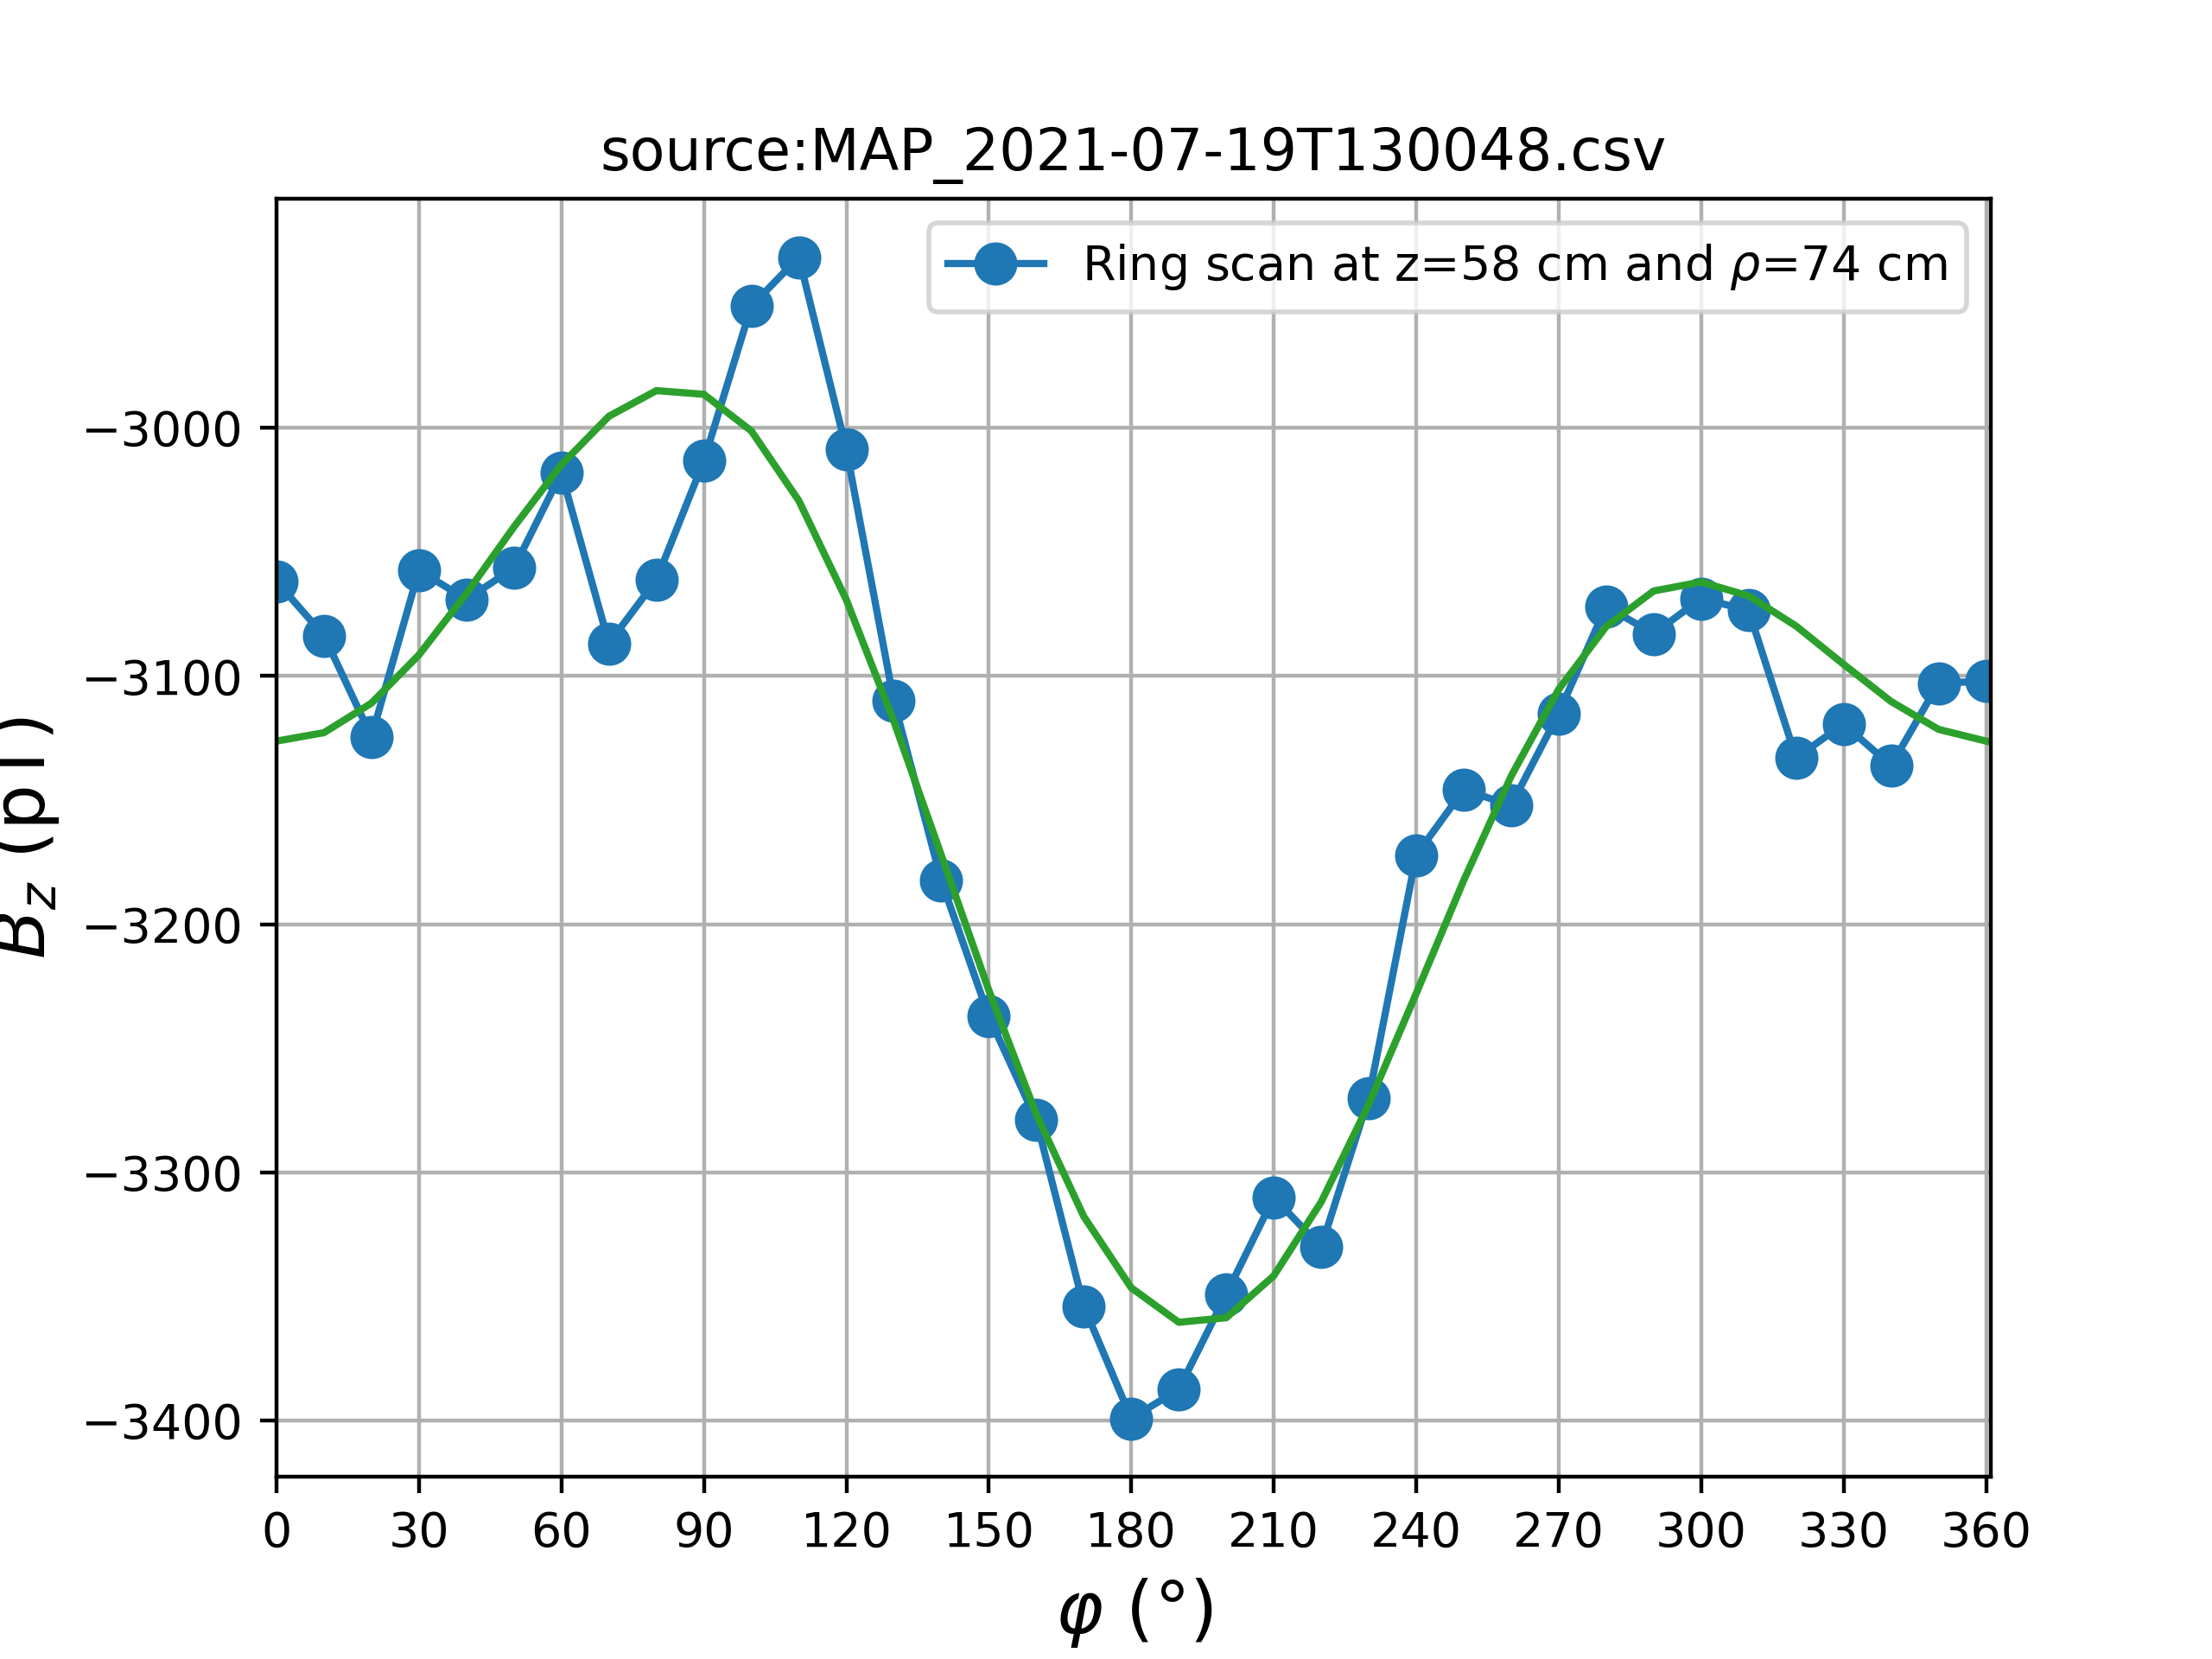 source:MAP_2021-07-19T130048.csv
Ring scan at z=58 cm and ρ=74 cm
−3000
−3100
−3200
−3300
−3400
B_z (pT)
0 30 60 90 120 150 180 210 240 270 300 330 360
φ (°)